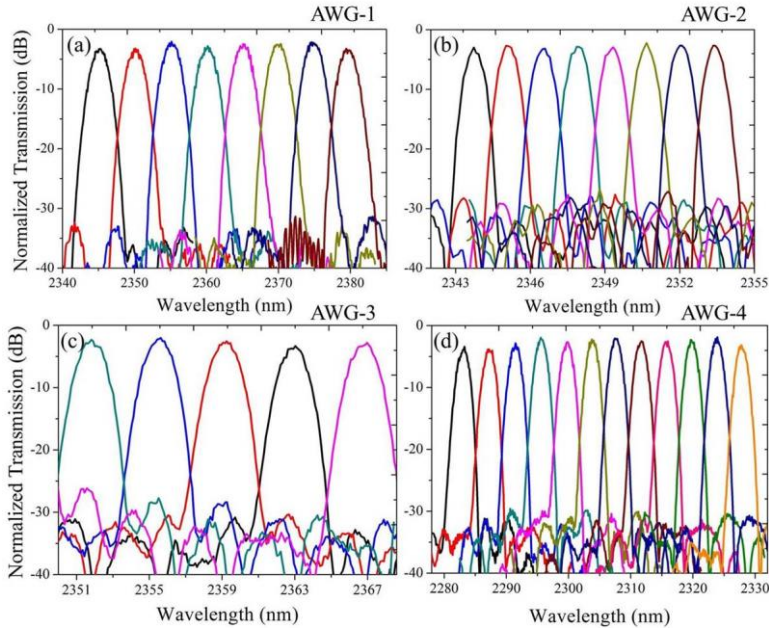 AWG-1
AWG-2
(a)
(b)
0
-10
-20
-30
-40
Normalized Transmission (dB)
2340
2350
2360
2370
2380
Wavelength (nm)
0
-10
-20
-30
-40
2343
2346
2349
2352
2355
Wavelength (nm)
AWG-3
AWG-4
(c)
(d)
0
-10
-20
-30
-40
Normalized Transmission (dB)
2351
2355
2359
2363
2367
Wavelength (nm)
0
-10
-20
-30
-40
2280
2290
2300
2310
2320
2330
Wavelength (nm)